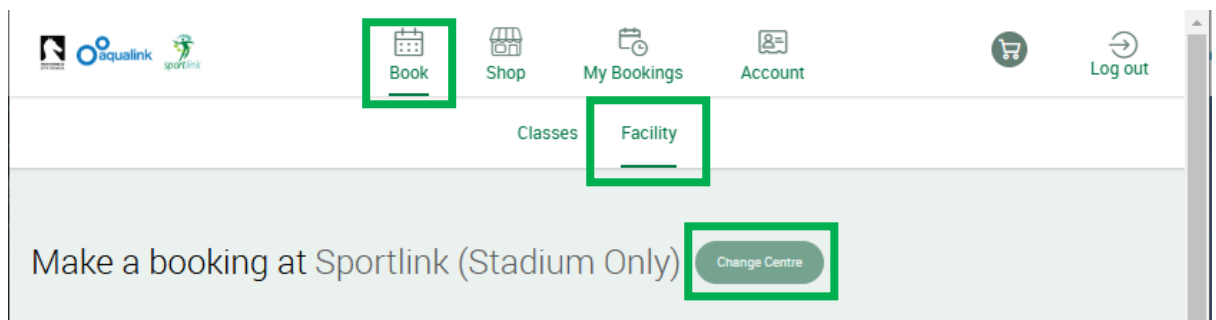 aqualink
sportlink
Book
Shop
My Bookings
Account
Log out
Classes
Facility
Make a booking at Sportlink (Stadium Only)
Change Centre